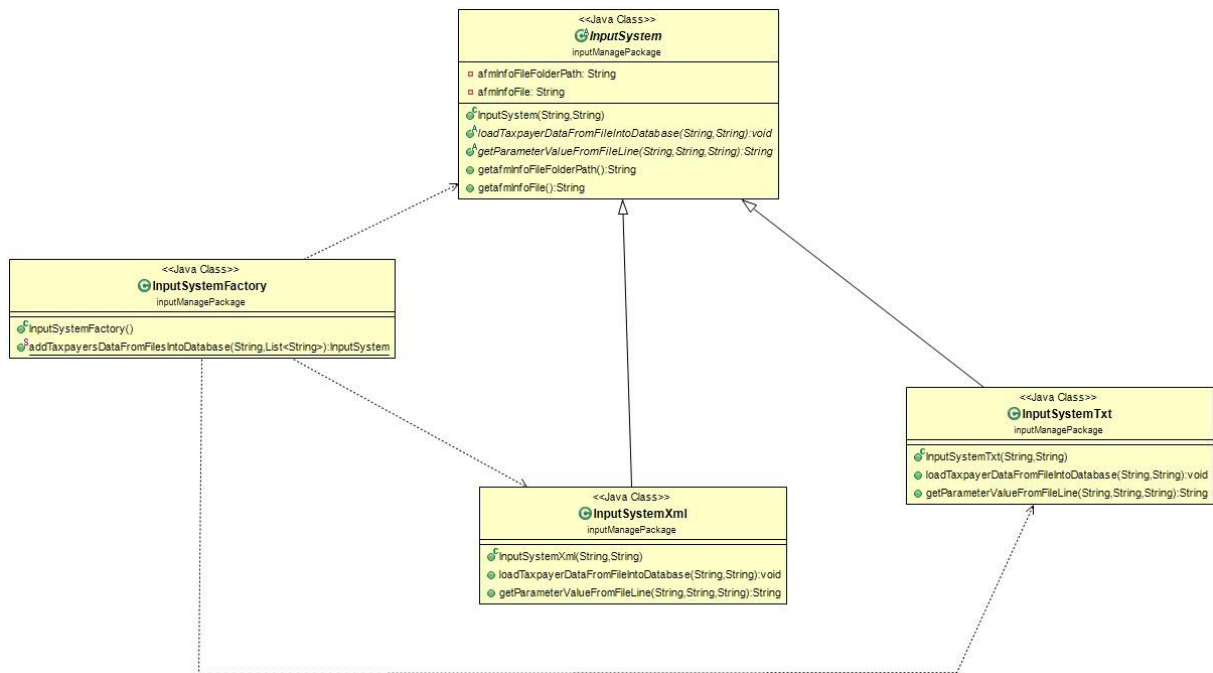 <<Java Class>>
InputSystem
inputManagePackage
afmInfoFileFolderPath: String
afmInfoFile: String
InputSystem(String,String)
loadTaxpayerDataFromFileIntoDatabase(String,String):void
getParameterValueFromFileLine(String,String,String):String
getafmInfoFileFolderPath():String
getafmInfoFile():String
<<Java Class>>
InputSystemFactory
inputManagePackage
InputSystemFactory()
addTaxpayersDataFromFilesIntoDatabase(String,List<String>):InputSystem
<<Java Class>>
InputSystemTxt
inputManagePackage
InputSystemTxt(String,String)
loadTaxpayerDataFromFileIntoDatabase(String,String):void
getParameterValueFromFileLine(String,String,String):String
<<Java Class>>
InputSystemXml
inputManagePackage
InputSystemXml(String,String)
loadTaxpayerDataFromFileIntoDatabase(String,String):void
getParameterValueFromFileLine(String,String,String):String